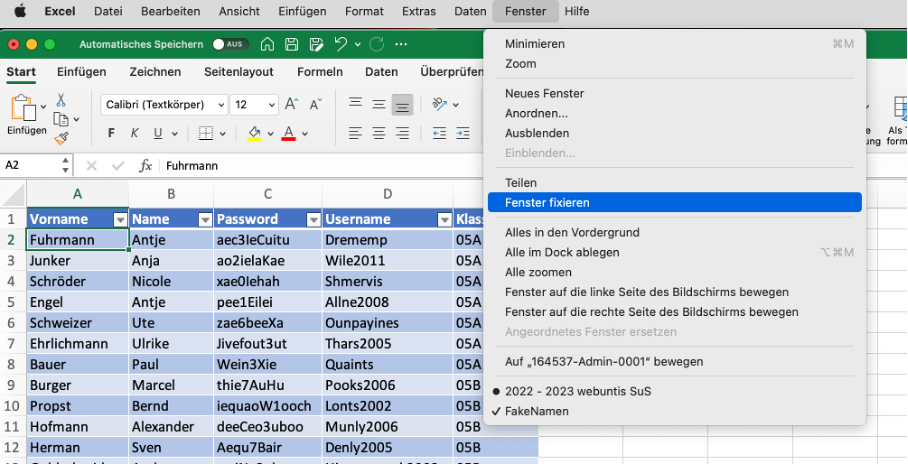 Excel Datei Bearbeiten Ansicht Einfügen Format Extras Daten Fenster Hilfe
Automatisches Speichern AUS
Start Einfügen Zeichnen Seitenlayout Formeln Daten Überprüfen
Einfügen Calibri (Textkörper) 12
F K U
A2 fx Fuhrmann
A B C D
1 Vorname Name Password Username Klas
2 Fuhrmann Antje aec3IeCuitu Drememp 05A
3 Junker Anja ao2ielaKae Wile2011 05A
4 Schröder Nicole xae0Iehah Shmervis 05A
5 Engel Antje pee1Eilei Allne2008 05A
6 Schweizer Ute zae6beeXa Ounpayines 05A
7 Ehrlichmann Ulrike Jivefout3ut Thars2005 05A
8 Bauer Paul Wein3Xie Quaints 05A
9 Burger Marcel thie7AuHu Pooks2006 05B
10 Propst Bernd iequaoW1ooch Lonts2002 05B
11 Hofmann Alexander deeCeo3uboo Munly2006 05B
12 Herman Sven Aequ7Bair Denly2005 05B
Minimieren ⌘M
Zoom
Neues Fenster
Anordnen...
Ausblenden
Einblenden...
Teilen
Fenster fixieren
Alles in den Vordergrund
Alle im Dock ablegen ⌥⌘M
Alle zoomen
Fenster auf die linke Seite des Bildschirms bewegen
Fenster auf die rechte Seite des Bildschirms bewegen
Angeordnetes Fenster ersetzen
Auf „164537-Admin-0001“ bewegen
2022 - 2023 webuntis SuS
FakeNamen
Als T
form